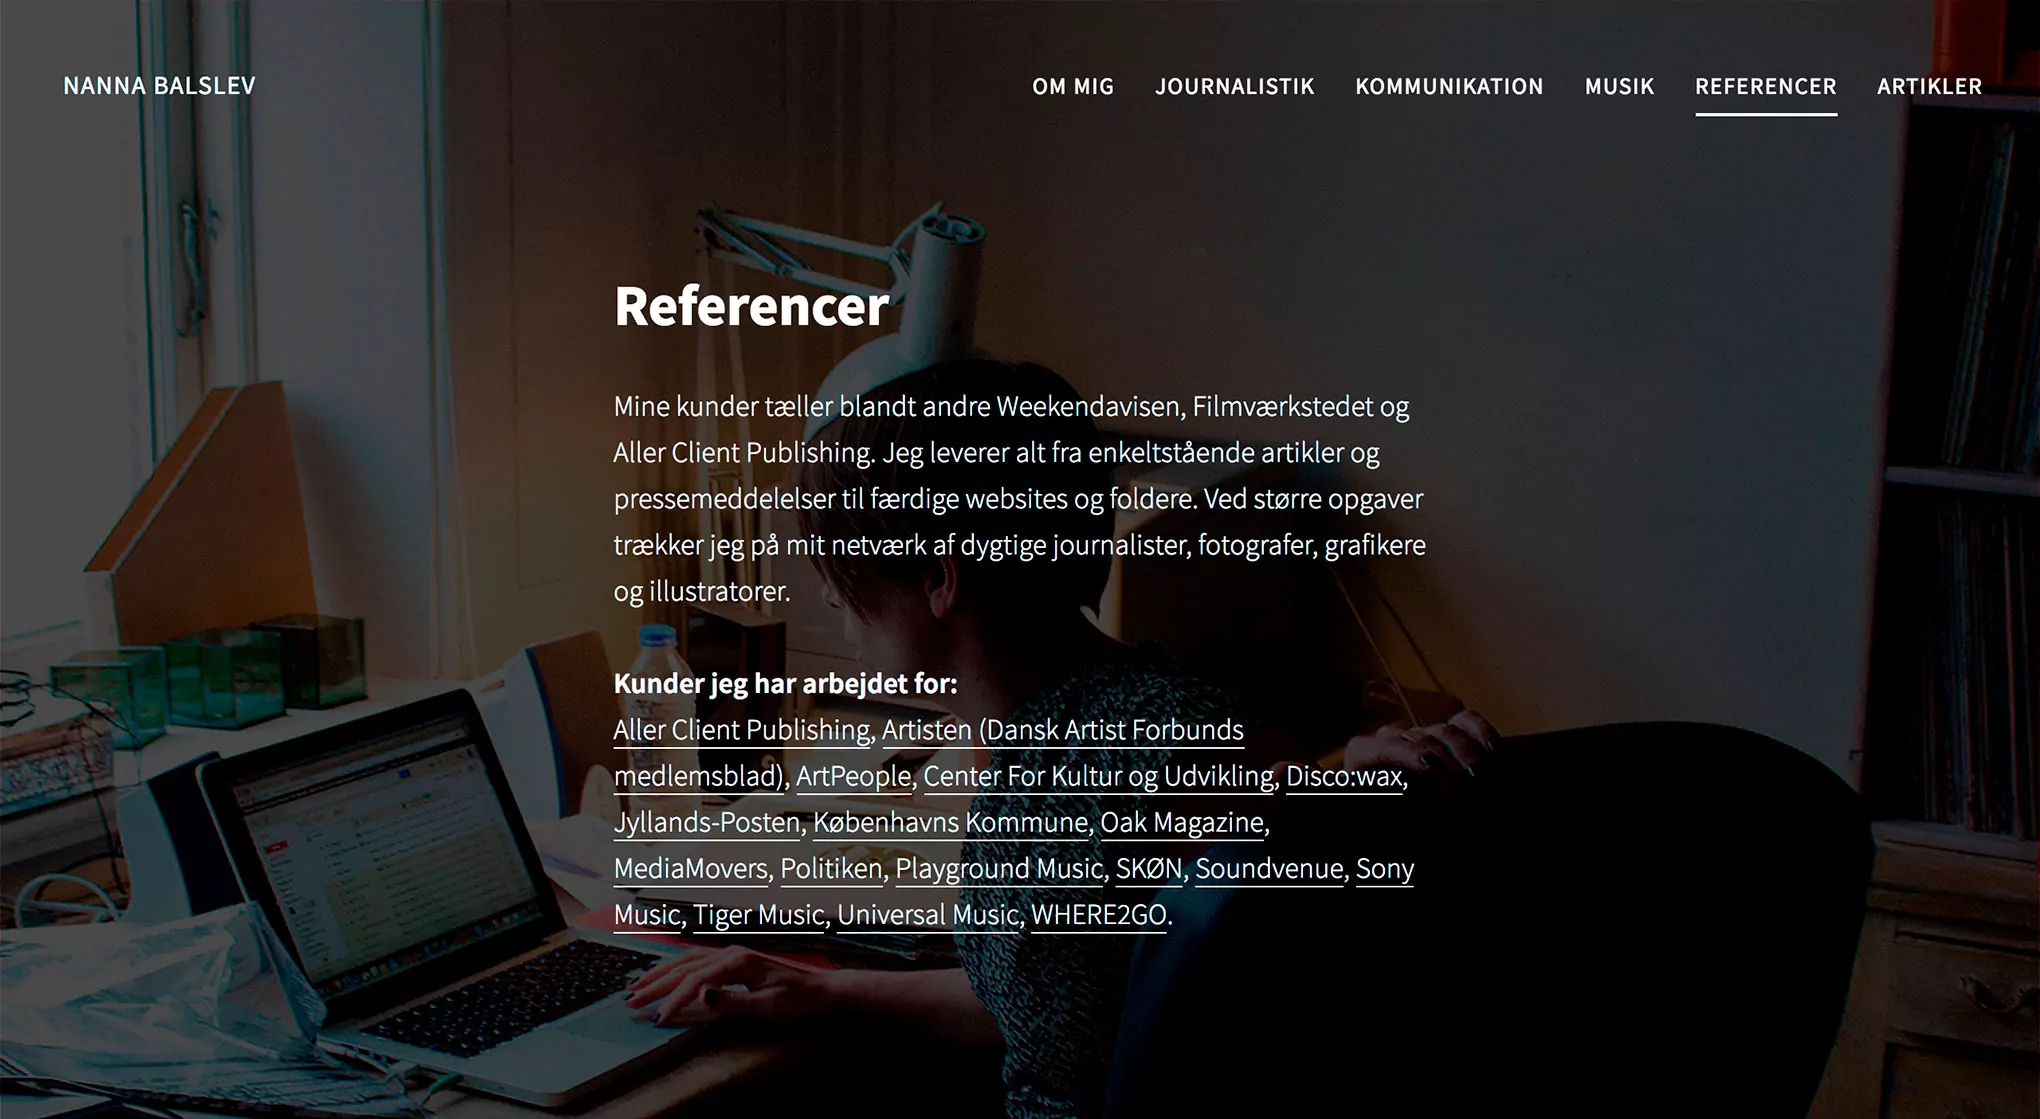 NANNA BALSLEV
OM MIG JOURNALISTIK KOMMUNIKATION MUSIK REFERENCER ARTIKLER
Referencer
Mine kunder tæller blandt andre Weekendavisen, Filmværkstedet og
Aller Client Publishing. Jeg leverer alt fra enkeltstående artikler og
pressemeddelelser til færdige websites og foldere. Ved større opgaver
trækker jeg på mit netværk af dygtige journalister, fotografer, grafikere
og illustratorer.
Kunder jeg har arbejdet for:
Aller Client Publishing, Artisten (Dansk Artist Forbunds
medlemsblad), ArtPeople, Center For Kultur og Udvikling, Disco:wax,
Jyllands-Posten, Københavns Kommune, Oak Magazine,
MediaMovers, Politiken, Playground Music, SKØN, Soundvenue, Sony
Music, Tiger Music, Universal Music, WHERE2GO.